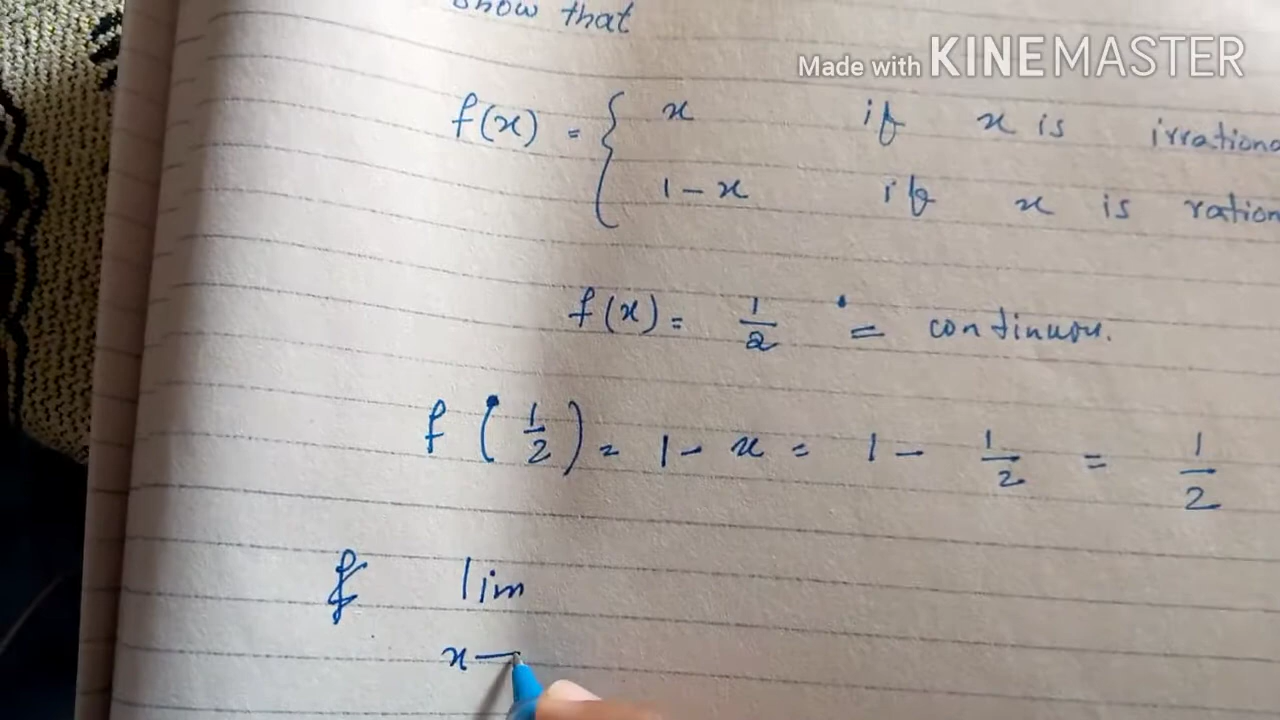 Show that
Made with KINEMASTER
f(x) = { x if x is irrationa
1 - x if x is ration
f(x) = 1/2 = continuou.
f (1/2) = 1 - x = 1 - 1/2 = 1/2
f lim
x —